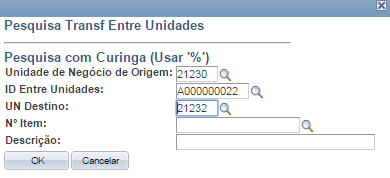 Pesquisa Transf Entre Unidades
Pesquisa com Curinga (Usar '%')
Unidade de Negócio de Origem: 21230
ID Entre Unidades: A000000022
UN Destino: 21232
Nº Item:
Descrição:
OK Cancelar